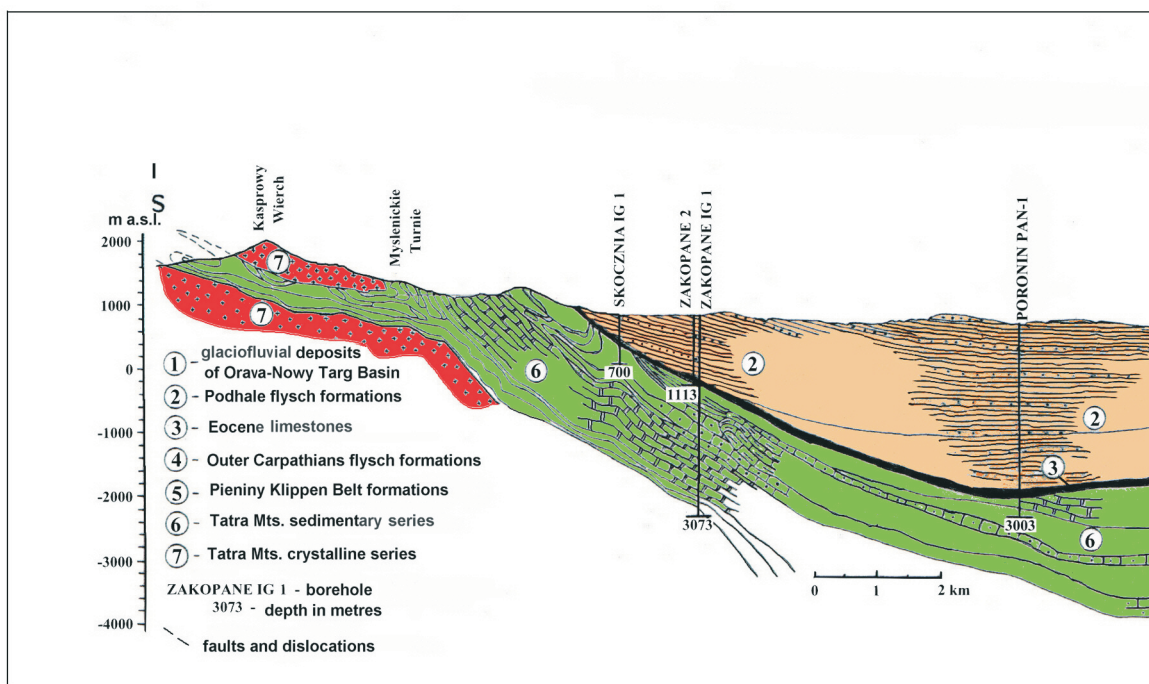 I
S
m a.s.l.
Kasprowy
Wierch
Myslenickie
Turnie
SKOCZNIA IG 1
ZAKOPANE 2
ZAKOPANE IG 1
PORONIN PAN-1
2000
1000
0
-1000
-2000
-3000
-4000
7
7
6
700
1113
2
2
3
3073
3003
6
1 - glaciofluvial deposits
of Orava-Nowy Targ Basin
2 - Podhale flysch formations
3 - Eocene limestones
4 - Outer Carpathians flysch formations
5 - Pieniny Klippen Belt formations
6 - Tatra Mts. sedimentary series
7 - Tatra Mts. crystalline series
ZAKOPANE IG 1 - borehole
3073 - depth in metres
faults and dislocations
0 1 2 km